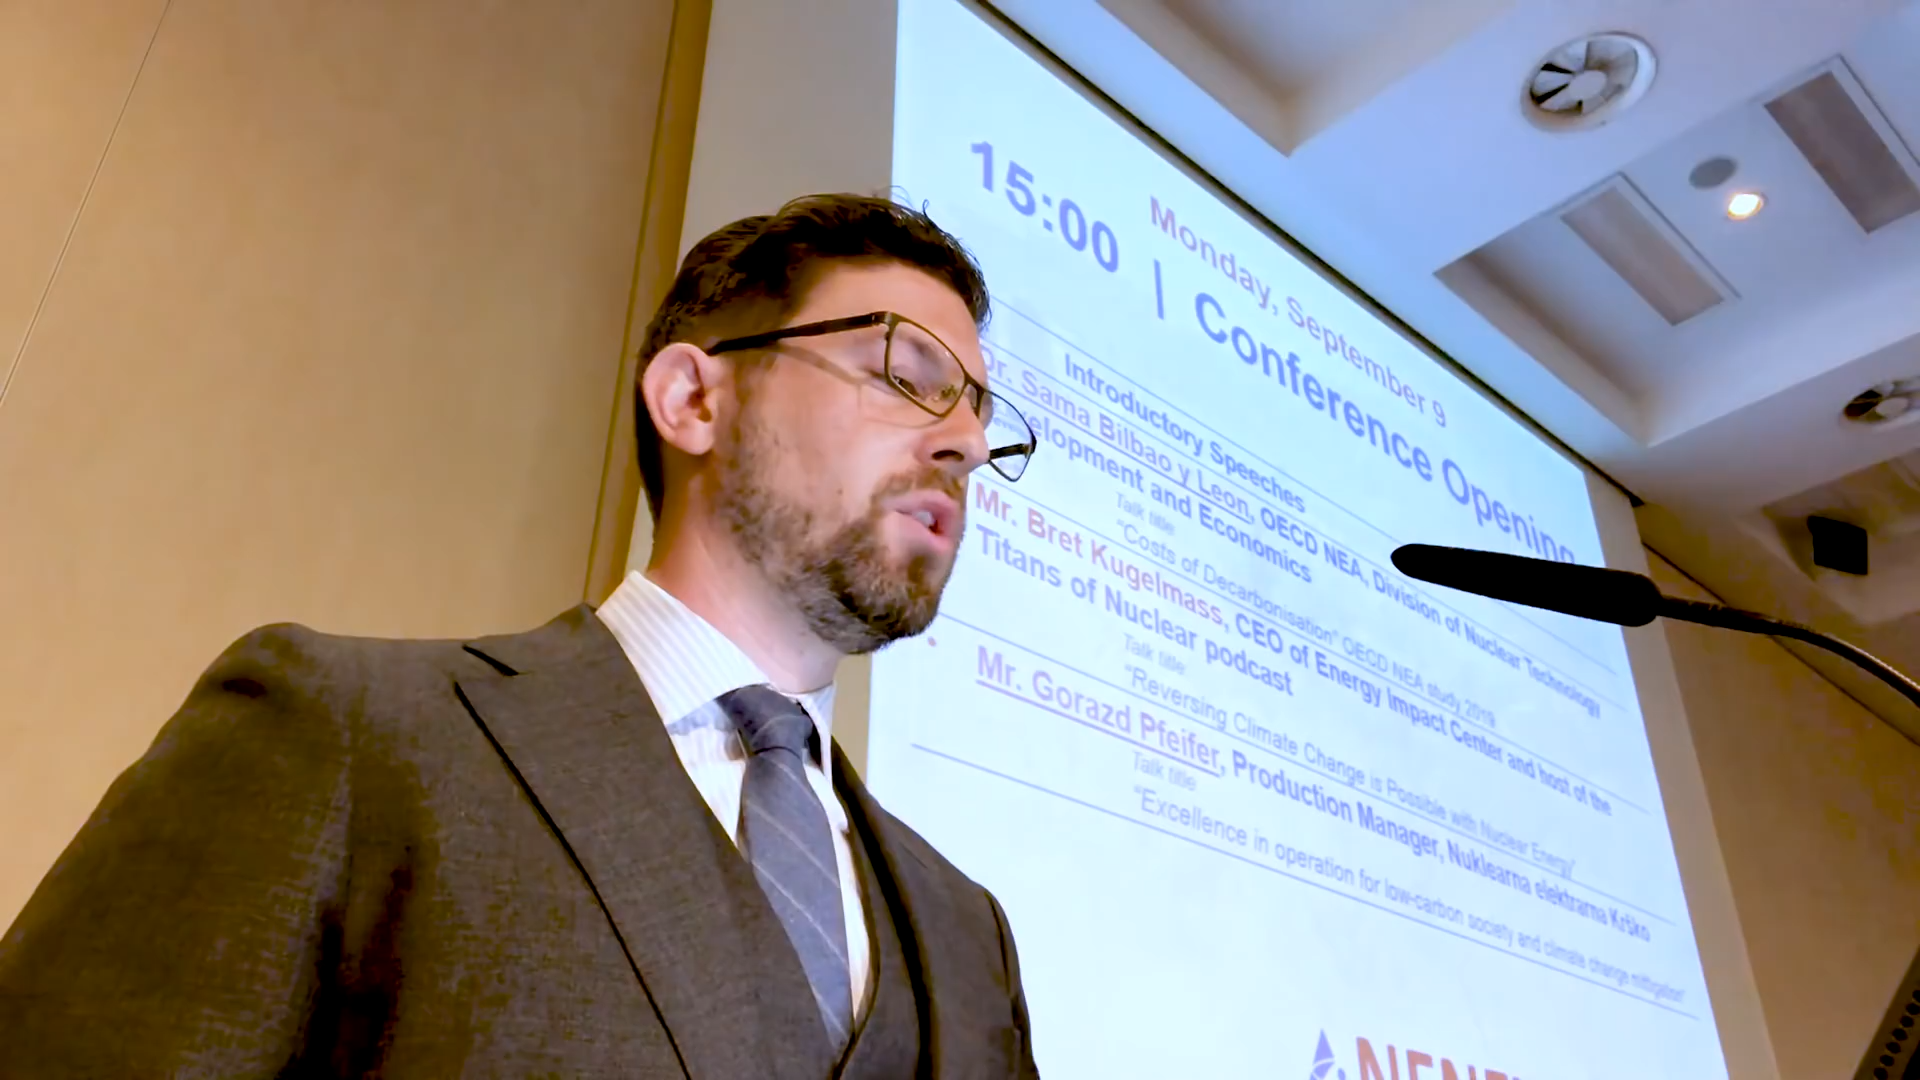 Monday, September 9
15:00 | Conference Opening
Introductory Speeches
Dr. Sama Bilbao y Leon, OECD NEA, Division of Nuclear Technology
Development and Economics
Talk title
"Costs of Decarbonisation" OECD NEA study 2019
Mr. Bret Kugelmass, CEO of Energy Impact Center and host of the
Titans of Nuclear podcast
Talk title
"Reversing Climate Change is Possible with Nuclear Energy"
• Mr. Gorazd Pfeifer, Production Manager, Nuklearna elektrarna Krško
Talk title
"Excellence in operation for low-carbon society and climate change mitigation"